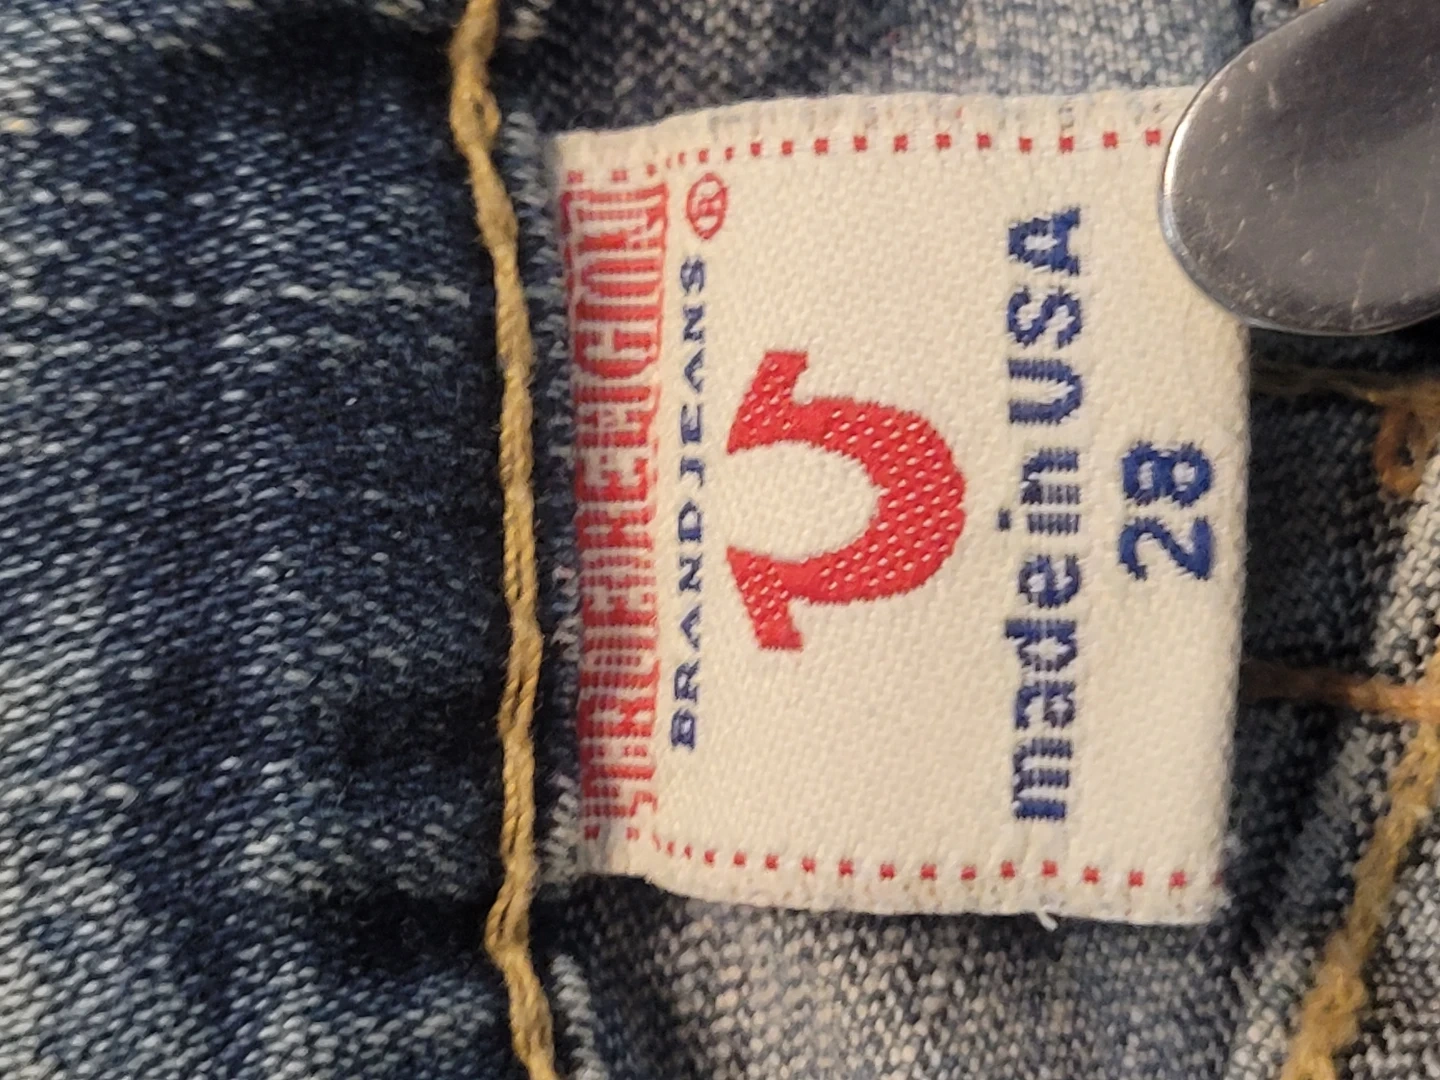 TRUE RELIGION
BRAND JEANS ®
made in USA
28